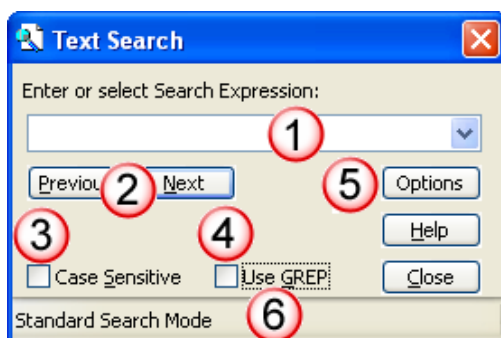 Text Search
Enter or select Search Expression:
1
Previou 2 Next 5 Options
3 4 Help
Case Sensitive Use GREP Close
Standard Search Mode 6